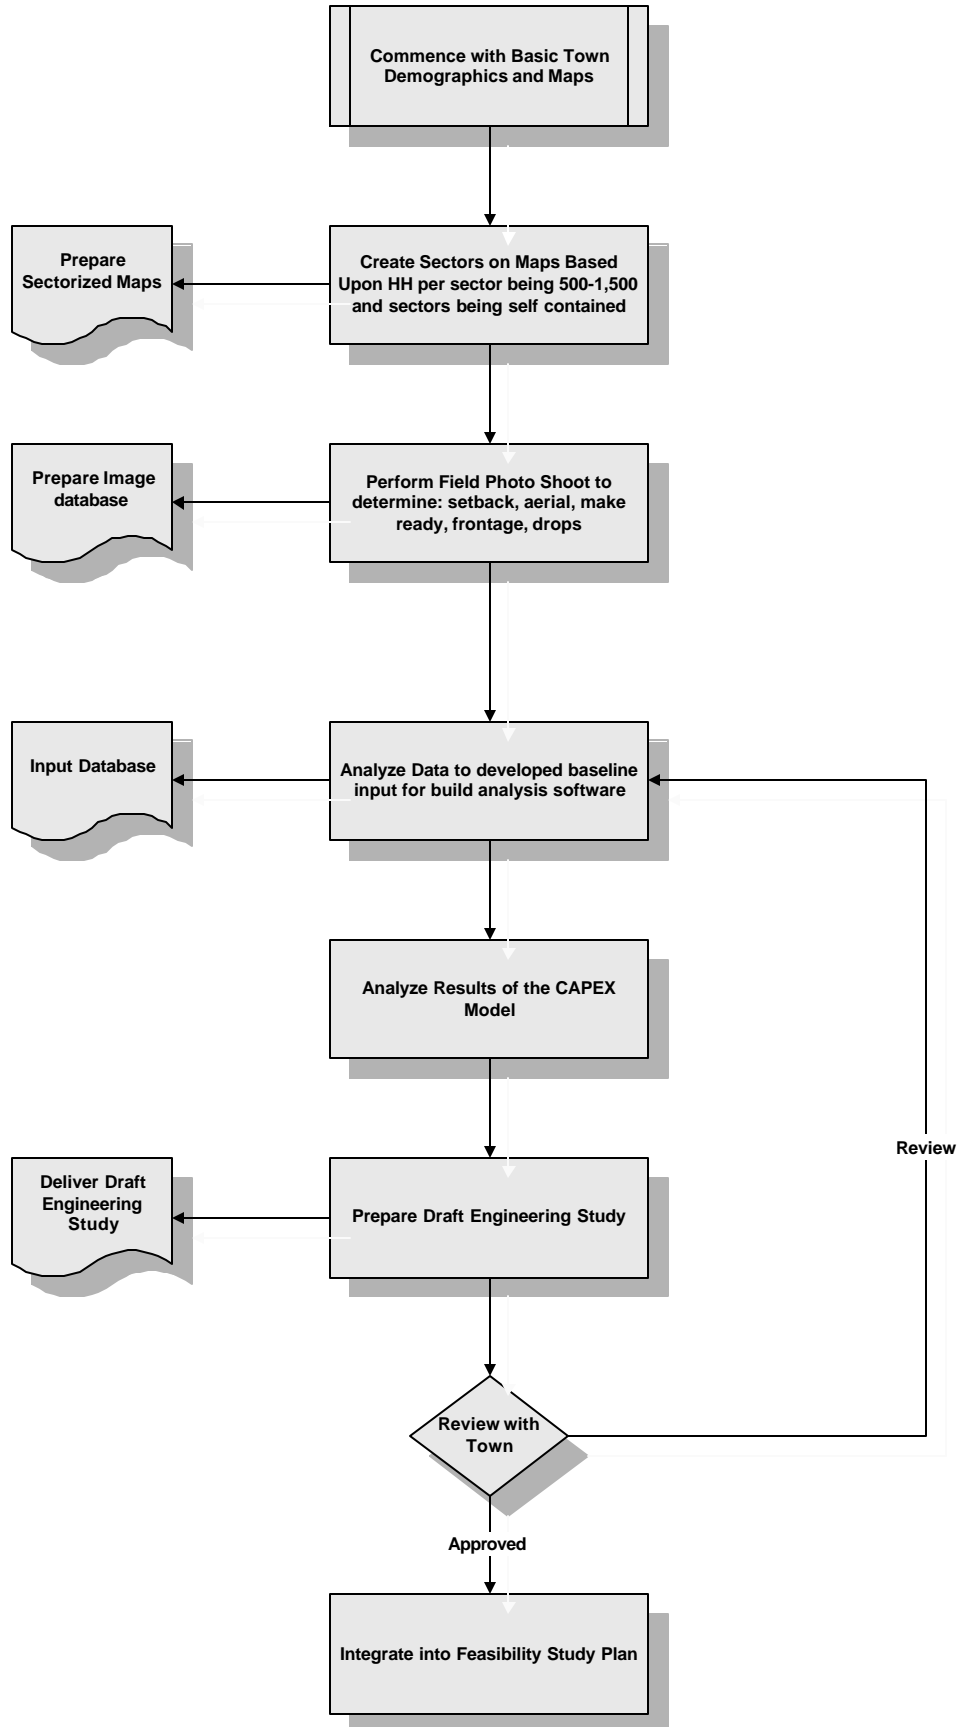 Commence with Basic Town
Demographics and Maps
Prepare
Sectorized Maps
Create Sectors on Maps Based
Upon HH per sector being 500-1,500
and sectors being self contained
Prepare Image
database
Perform Field Photo Shoot to
determine: setback, aerial, make
ready, frontage, drops
Input Database
Analyze Data to developed baseline
input for build analysis software
Analyze Results of the CAPEX
Model
Review
Deliver Draft
Engineering
Study
Prepare Draft Engineering Study
Review with
Town
Approved
Integrate into Feasibility Study Plan